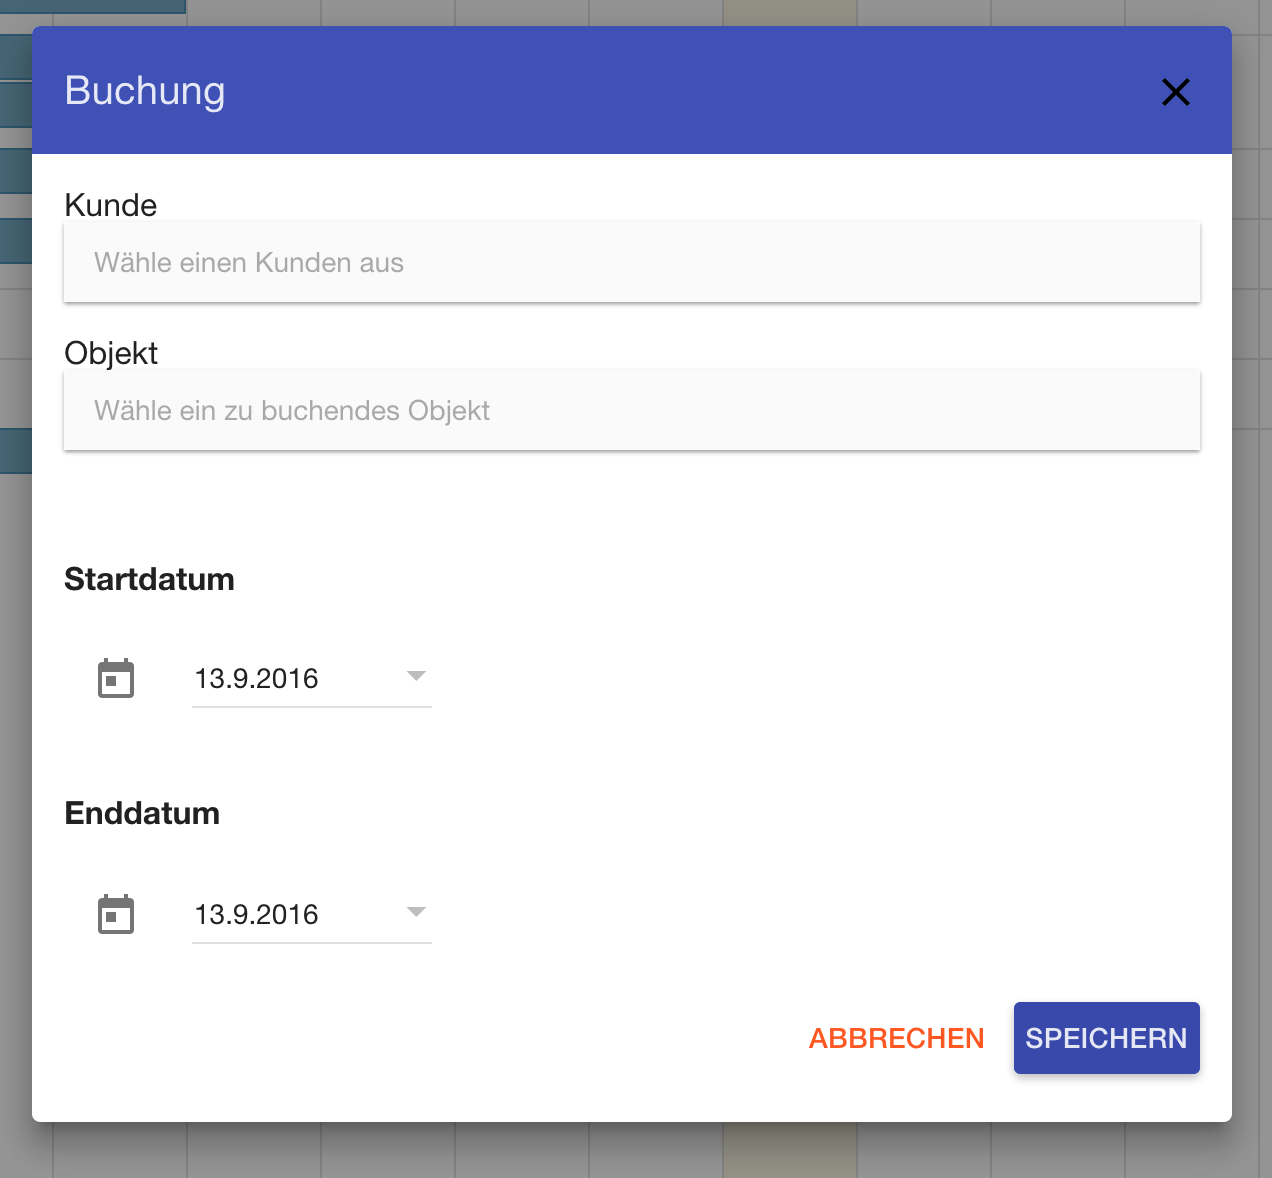 Buchung
Kunde
Wähle einen Kunden aus
Objekt
Wähle ein zu buchendes Objekt
Startdatum
13.9.2016
Enddatum
13.9.2016
ABBRECHEN SPEICHERN